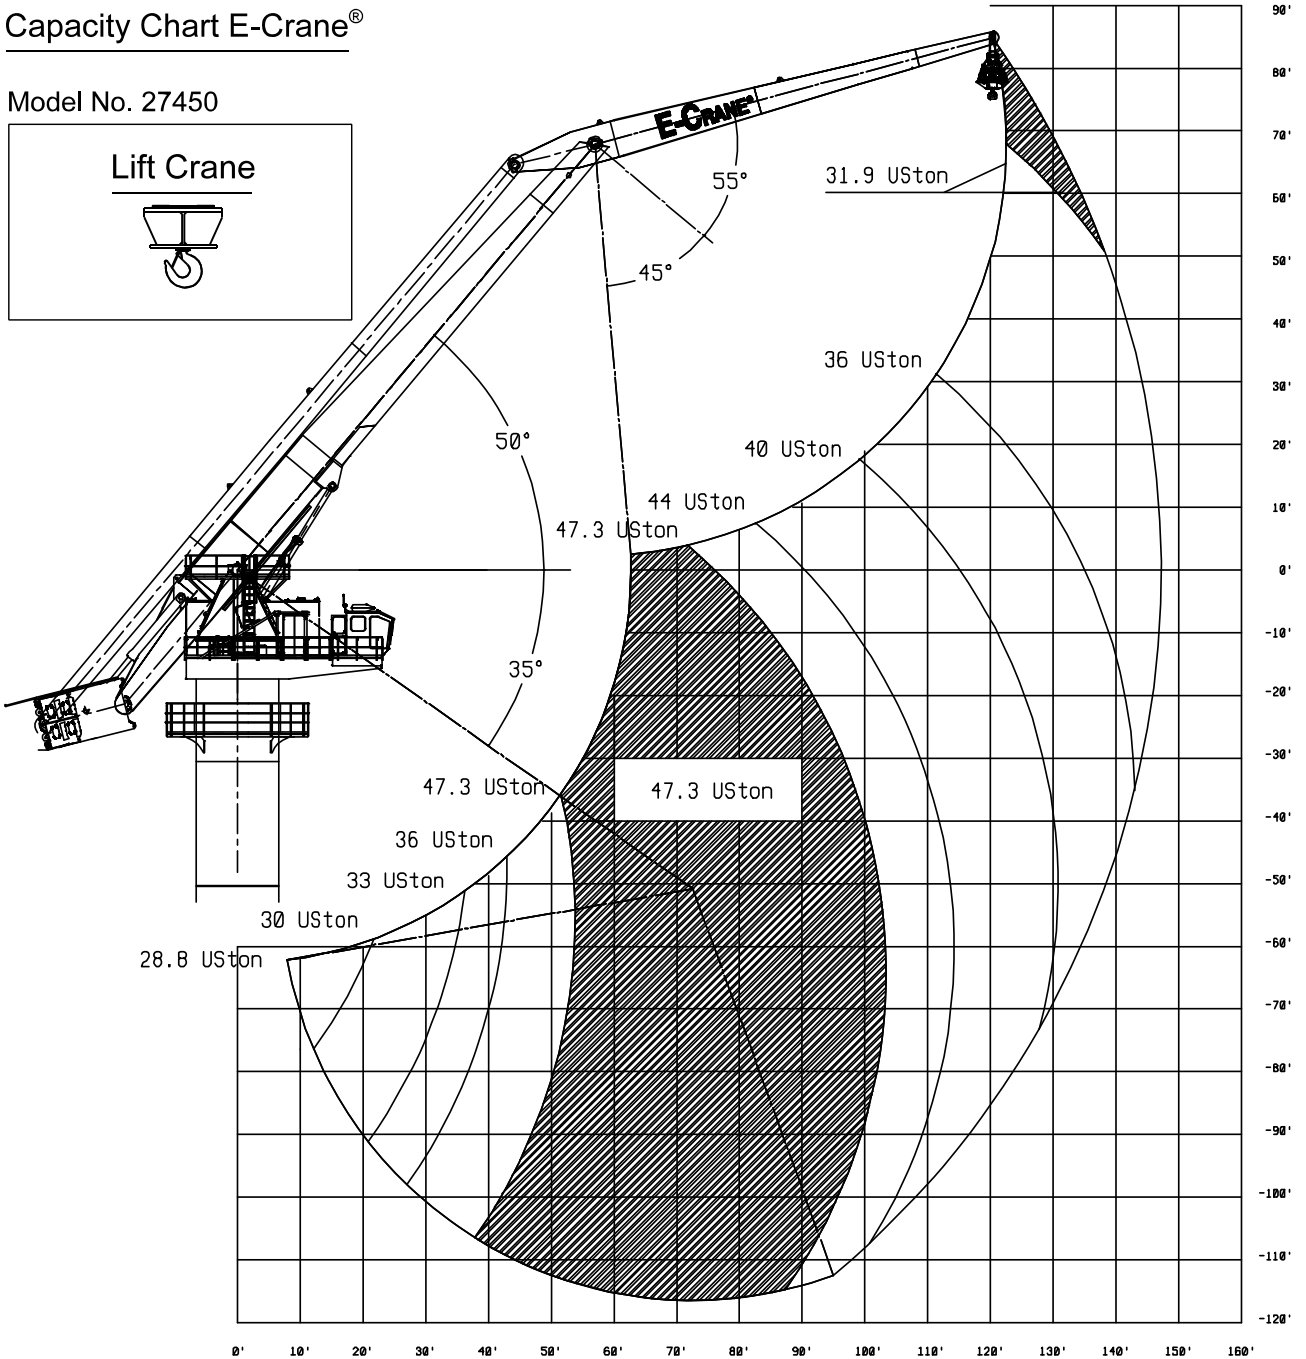 Capacity Chart E-Crane®
Model No. 27450
Lift Crane
E-CRANE®
55°
45°
31.9 USton
36 USton
50°
40 USton
44 USton
47.3 USton
35°
47.3 USton
47.3 USton
36 USton
33 USton
30 USton
28.8 USton
90'
80'
70'
60'
50'
40'
30'
20'
10'
0'
-10'
-20'
-30'
-40'
-50'
-60'
-70'
-80'
-90'
-100'
-110'
-120'
0' 10' 20' 30' 40' 50' 60' 70' 80' 90' 100' 110' 120' 130' 140' 150' 160'